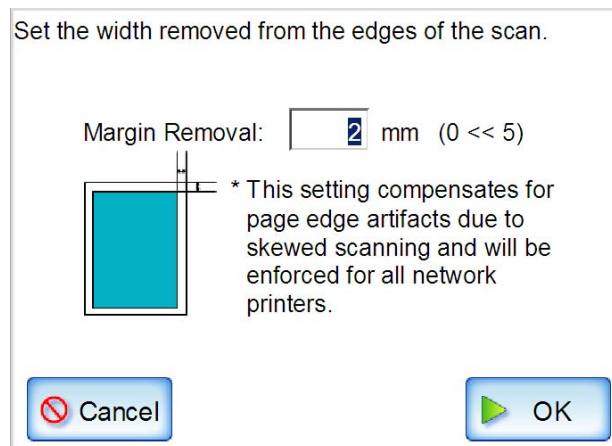 Set the width removed from the edges of the scan.
Margin Removal: 2 mm (0 << 5)
* This setting compensates for
page edge artifacts due to
skewed scanning and will be
enforced for all network
printers.
Cancel
OK